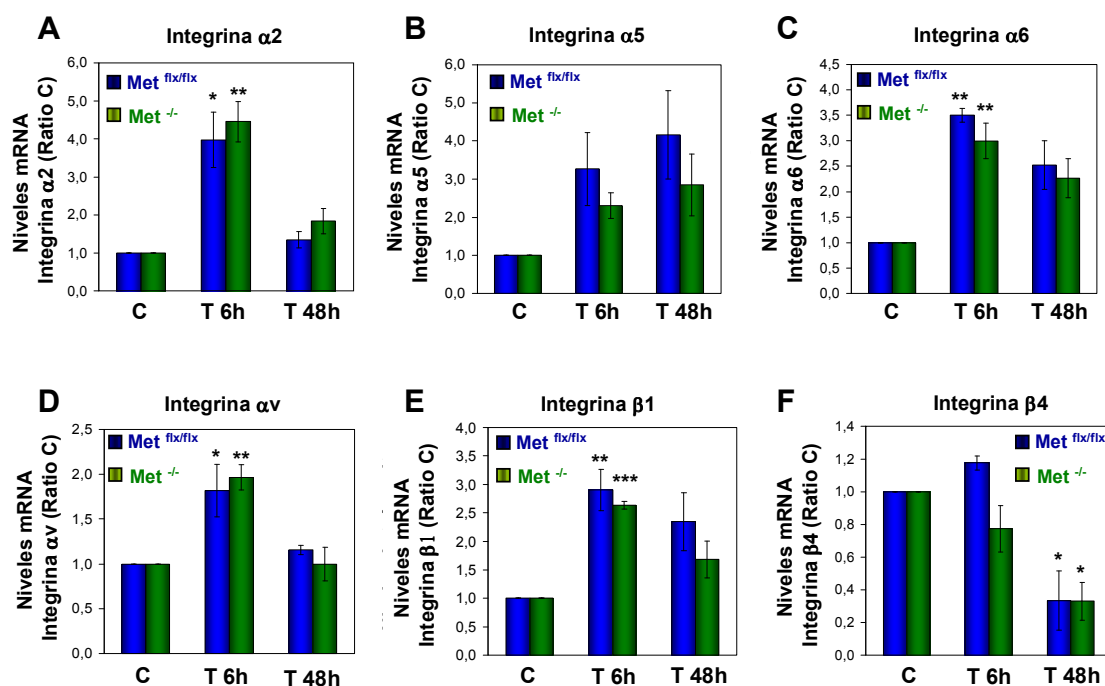 A
Integrina α2
Niveles mRNA
Integrina α2 (Ratio C)
6,0
5,0
4,0
3,0
2,0
1,0
0,0
Met flx/flx
Met -/-
*
**
C
T 6h
T 48h
B
Integrina α5
Niveles mRNA
Integrina α5 (Ratio C)
6,0
5,0
4,0
3,0
2,0
1,0
0,0
Met flx/flx
Met -/-
C
T 6h
T 48h
C
Integrina α6
Niveles mRNA
Integrina α6 (Ratio C)
4,5
4,0
3,5
3,0
2,5
2,0
1,5
1,0
0,5
0,0
Met flx/flx
Met -/-
**
**
C
T 6h
T 48h
D
Integrina αv
Niveles mRNA
Integrina αv (Ratio C)
2,5
2,0
1,5
1,0
0,5
0,0
Met flx/flx
Met -/-
*
**
C
T 6h
T 48h
E
Integrina β1
Niveles mRNA
Integrina β1 (Ratio C)
4,0
3,5
3,0
2,5
2,0
1,5
1,0
0,5
0,0
Met flx/flx
Met -/-
**
***
C
T 6h
T 48h
F
Integrina β4
Niveles mRNA
Integrina β4 (Ratio C)
1,4
1,2
1,0
0,8
0,6
0,4
0,2
0,0
Met flx/flx
Met -/-
*
*
C
T 6h
T 48h